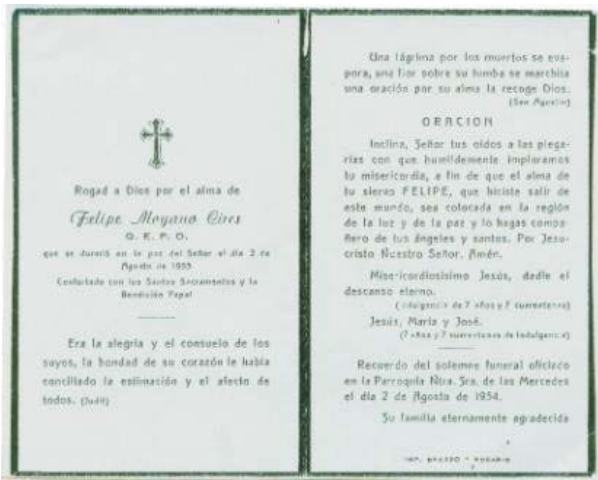 Rogad a Dios por el alma de
Felipe Moyano Cires
Q. E. P. D.
que se durmió en la paz del Señor el día 2 de
Agosto de 1953
Confortado con los Santos Sacramentos y la
Bendición Papal
Era la alegría y el consuelo de los
suyos, la bondad de su corazón le había
conciliado la estimación y el afecto de
todos. (Judit)
Una lágrima por los muertos se eva-
pora, una flor sobre su tumba se marchita
una oración por su alma la recoge Dios.
(San Agustín)
ORACION
Inclina, Señor tus oídos a las plega-
rias con que humildemente imploramos
tu misericordia, a fin de que el alma de
tu siervo FELIPE, que hiciste salir de
este mundo, sea colocada en la región
de la luz y de la paz y lo hagas compa-
ñero de tus ángeles y santos. Por Jesu-
cristo Nuestro Señor. Amén.
Misericordiosísimo Jesús, dadle el
descanso eterno.
(Indulgencia de 7 años y 7 cuarentenas)
Jesús, María y José.
(7 años y 7 cuarentenas de indulgencia)
Recuerdo del solemne funeral oficiado
en la Parroquia Ntra. Sra. de las Mercedes
el día 2 de Agosto de 1954.
Su familia eternamente agradecida
IMP. - ROSARIO